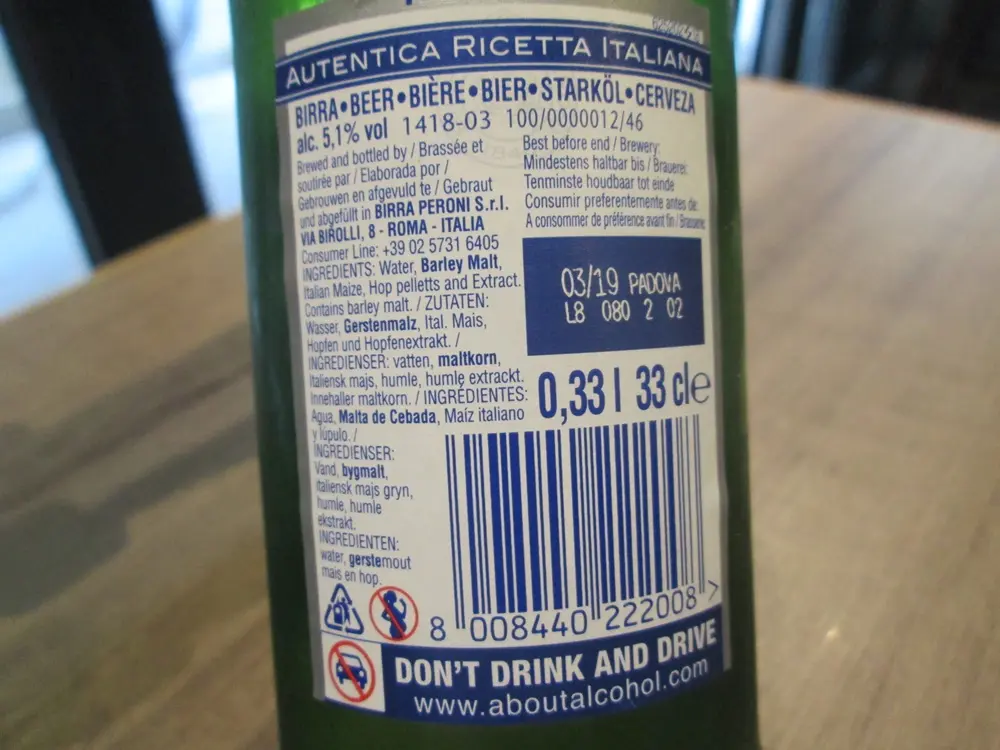 AUTENTICA RICETTA ITALIANA
BIRRA•BEER•BIÈRE•BIER•STARKÖL•CERVEZA
alc. 5,1% vol 1418-03 100/0000012/46
Brewed and bottled by / Brassée et
soutirée par / Elaborada por /
Gebrouwen en afgevuld te / Gebraut
und abgefüllt in BIRRA PERONI S.r.l.
VIA BIROLLI, 8 - ROMA - ITALIA
Consumer Line: +39 02 5731 6405
INGREDIENTS: Water, Barley Malt,
Italian Maize, Hop pelletts and Extract.
Contains barley malt. / ZUTATEN:
Wasser, Gerstenmalz, Ital. Mais,
Hopfen und Hopfenextrakt. /
INGREDIENSER: vatten, maltkorn,
Italiensk majs, humle, humle extrackt.
Innehaller maltkorn. / INGRÉDIENTES:
Agua, Malta de Cebada, Maíz italiano
y lúpulo. /
INGREDIENSER:
Vand, bygmalt,
italiensk majs gryn,
humle, humle
ekstrakt.
INGREDIENTEN:
water, gerstemout
mais en hop.
Best before end / Brewery:
Mindestens haltbar bis / Brauerei:
Tenminste houdbaar tot einde
Consumir preferentemente antes de:
A consommer de préférence avant fin / Brasserie
03/19 PADOVA
L8 080 2 02
0,33 l 33 cl e
8 008440 222008 >
DON'T DRINK AND DRIVE
www.aboutalcohol.com